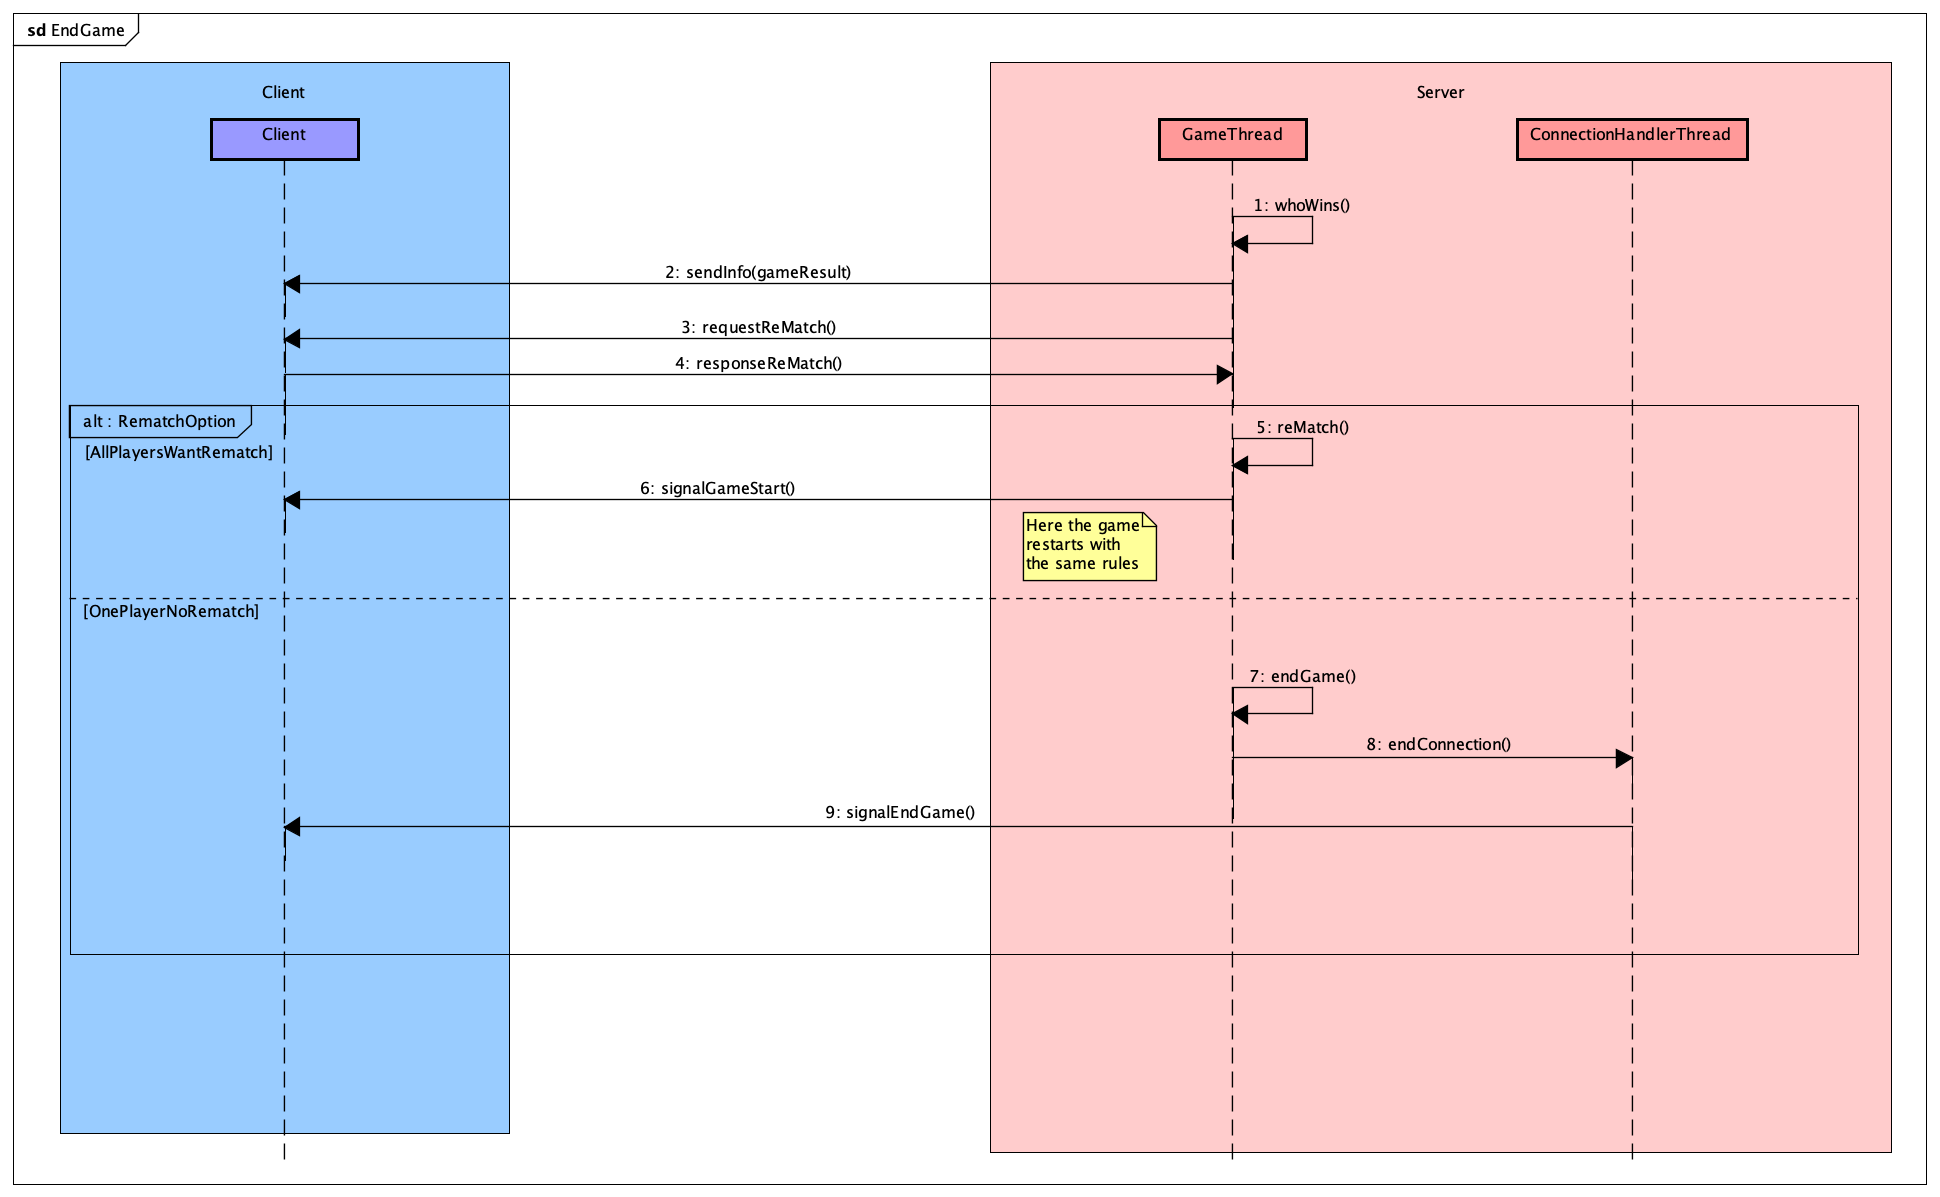 sd EndGame
Client
Server
Client
GameThread
ConnectionHandlerThread
1: whoWins()
2: sendInfo(gameResult)
3: requestReMatch()
4: responseReMatch()
alt : RematchOption
5: reMatch()
[AllPlayersWantRematch]
6: signalGameStart()
Here the game
restarts with
the same rules
[OnePlayerNoRematch]
7: endGame()
8: endConnection()
9: signalEndGame()